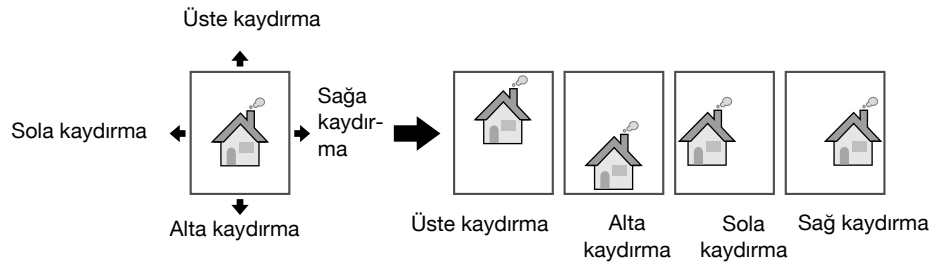 Üste kaydırma
Sola kaydırma
Sağa
kaydır-
ma
Alta kaydırma
Üste kaydırma
Alta
kaydırma
Sola
kaydırma
Sağ kaydırma